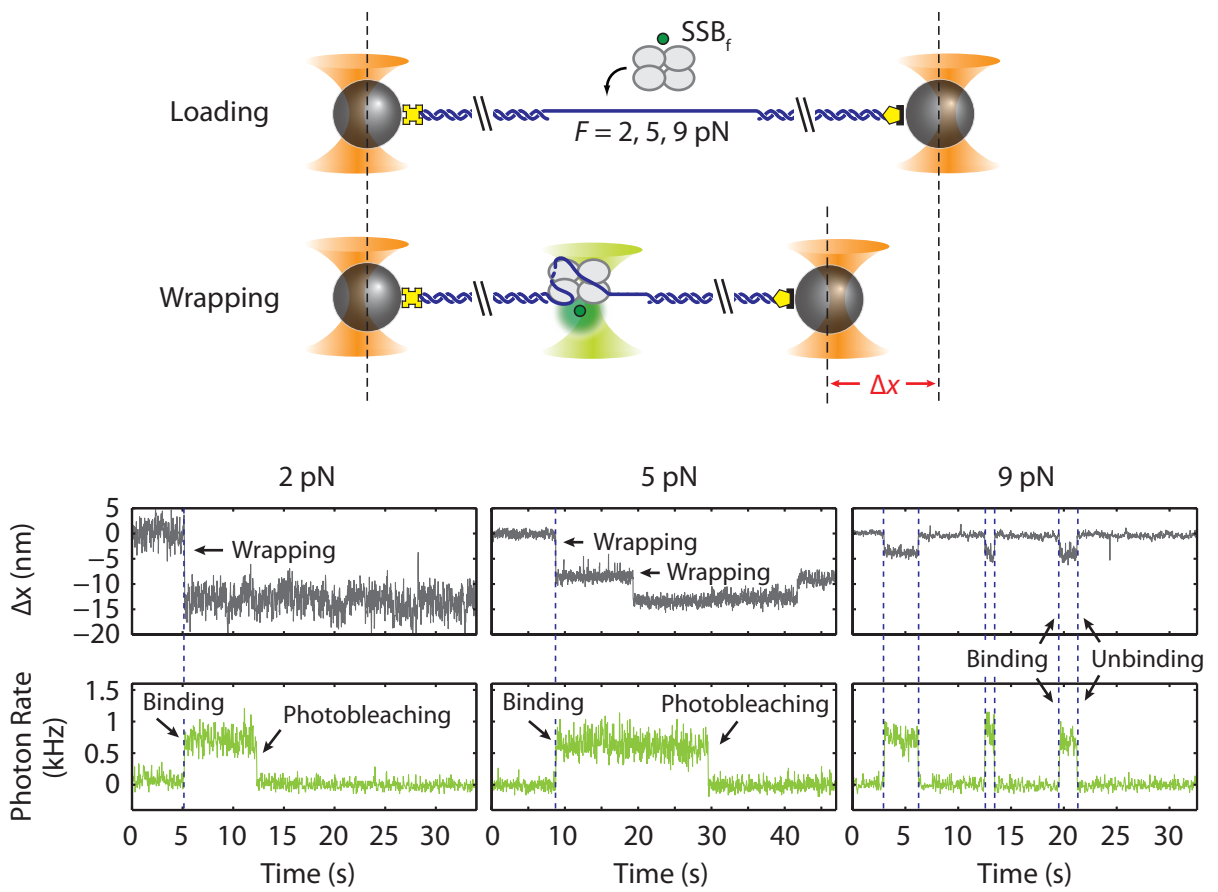 SSBf
Loading
F = 2, 5, 9 pN
Wrapping
Δx
2 pN
5 pN
9 pN
Δx (nm)
5
0
−5
−10
−15
−20
Wrapping
Wrapping
Wrapping
Binding
Unbinding
Photon Rate
(kHz)
1.5
1
0.5
0
Binding
Photobleaching
Binding
Photobleaching
0 5 10 15 20 25 30
0 10 20 30 40
0 5 10 15 20 25 30
Time (s)
Time (s)
Time (s)